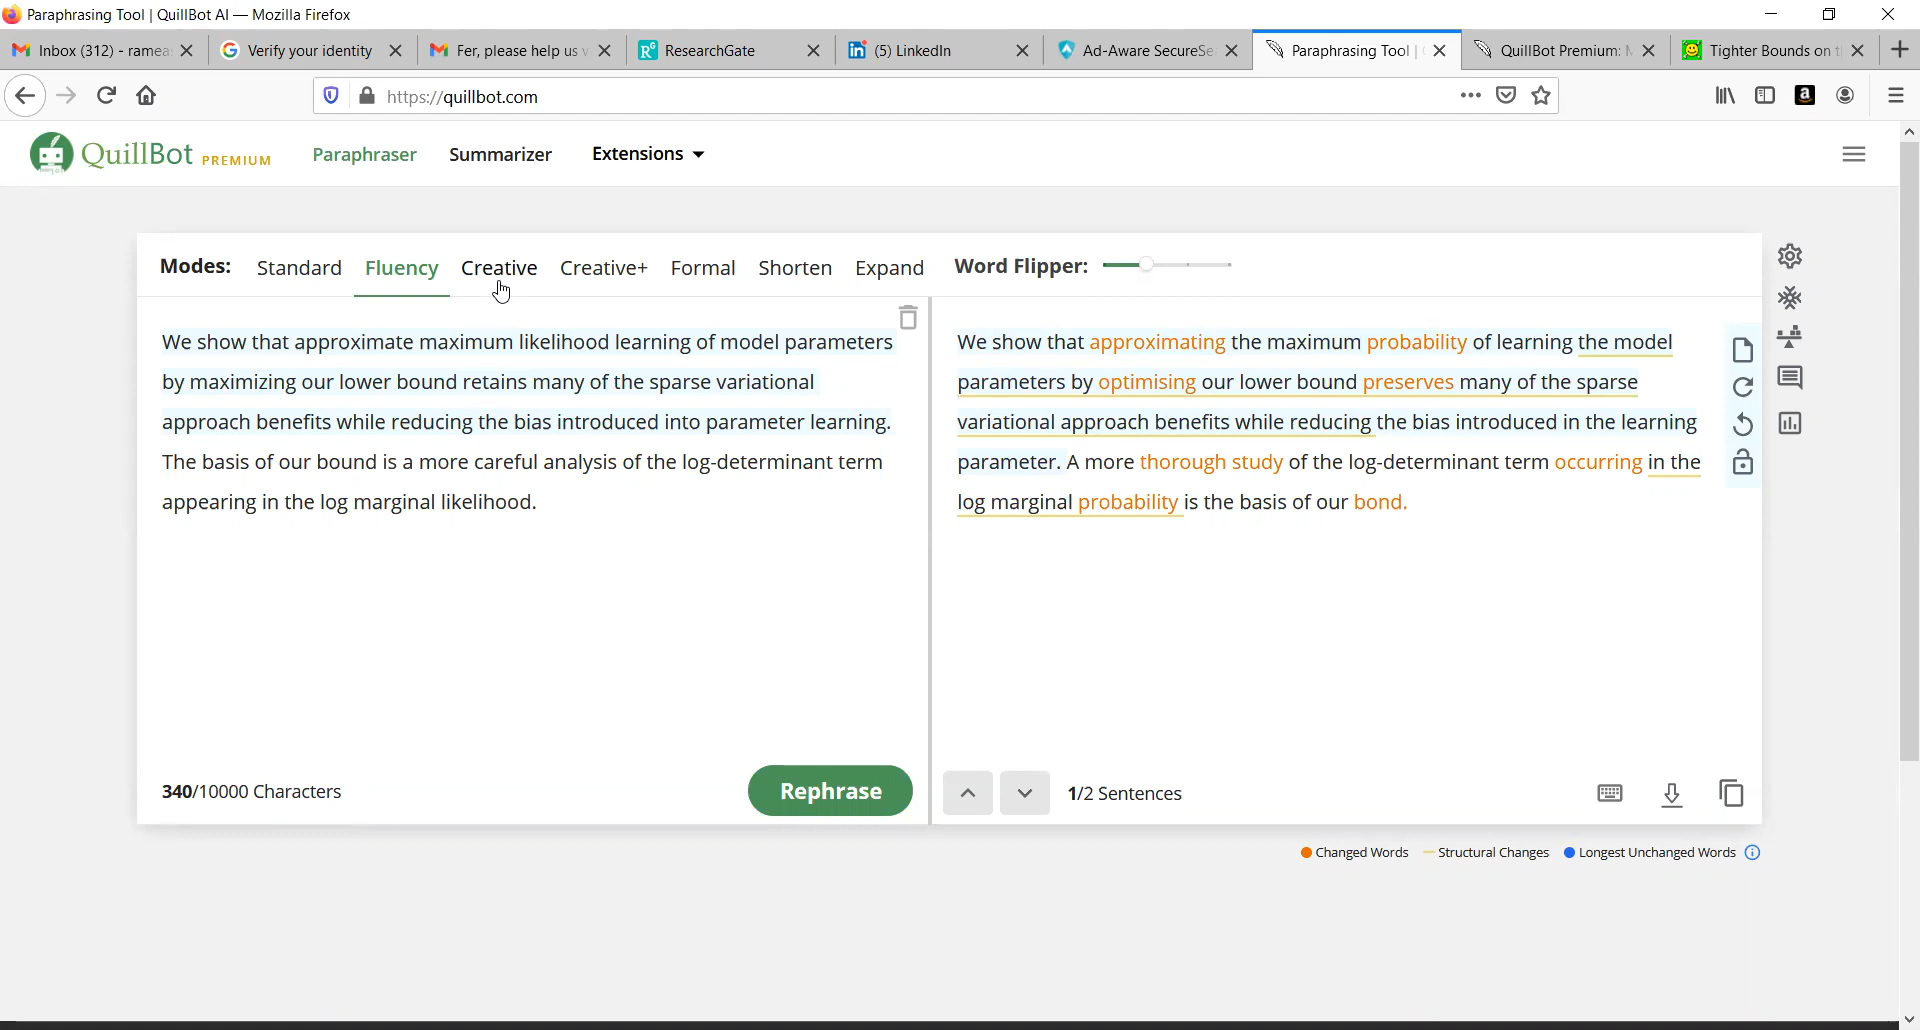 Paraphrasing Tool | QuillBot AI — Mozilla Firefox
Inbox (312) - ramea
Verify your identity
Fer, please help us v
ResearchGate
(5) LinkedIn
Ad-Aware SecureSe
Paraphrasing Tool |
QuillBot Premium:
Tighter Bounds on t
https://quillbot.com
QuillBot PREMIUM
Paraphraser
Summarizer
Extensions
Modes:
Standard
Fluency
Creative
Creative+
Formal
Shorten
Expand
Word Flipper:
We show that approximate maximum likelihood learning of model parameters
by maximizing our lower bound retains many of the sparse variational
approach benefits while reducing the bias introduced into parameter learning.
The basis of our bound is a more careful analysis of the log-determinant term
appearing in the log marginal likelihood.
We show that approximating the maximum probability of learning the model
parameters by optimising our lower bound preserves many of the sparse
variational approach benefits while reducing the bias introduced in the learning
parameter. A more thorough study of the log-determinant term occurring in the
log marginal probability is the basis of our bond.
340/10000 Characters
Rephrase
1/2 Sentences
Changed Words
Structural Changes
Longest Unchanged Words